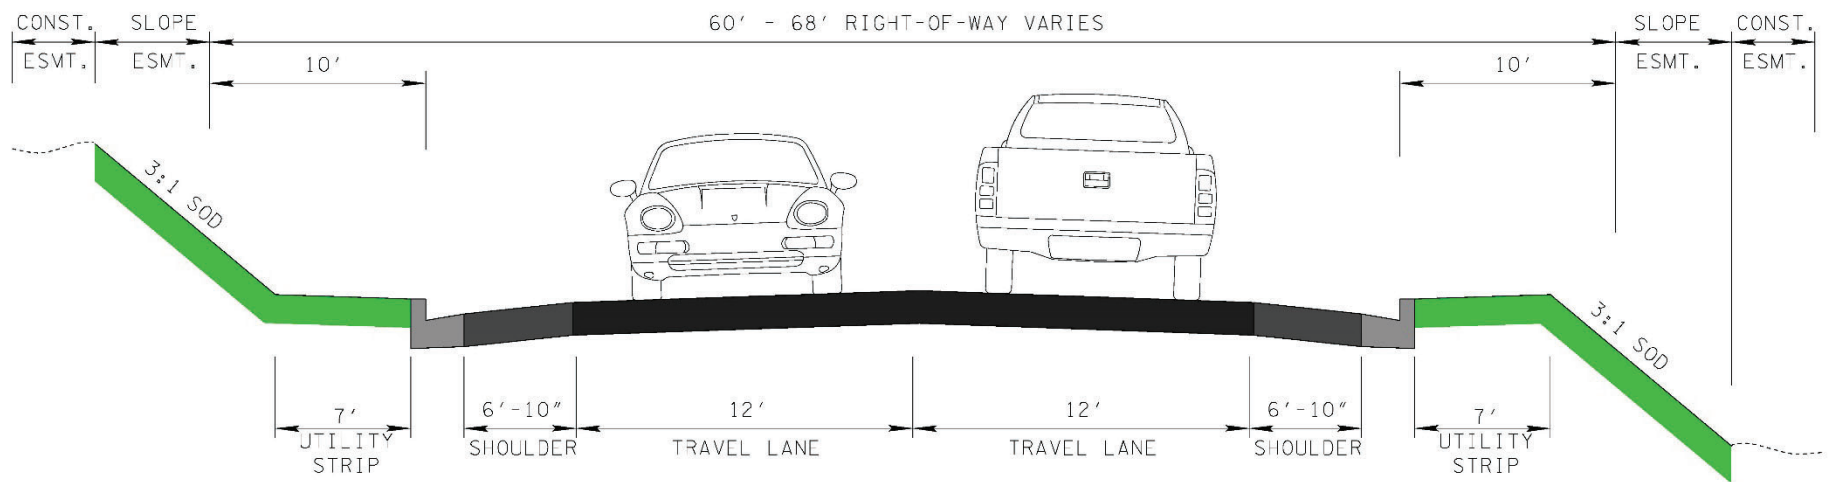 CONST. SLOPE 60' - 68' RIGHT-OF-WAY VARIES SLOPE CONST.
ESMT. ESMT. ESMT. ESMT.
10' 10'
3:1 SOD
3:1 SOD
7' 6'-10" 12' 12' 6'-10" 7'
UTILITY SHOULDER TRAVEL LANE TRAVEL LANE SHOULDER UTILITY
STRIP STRIP